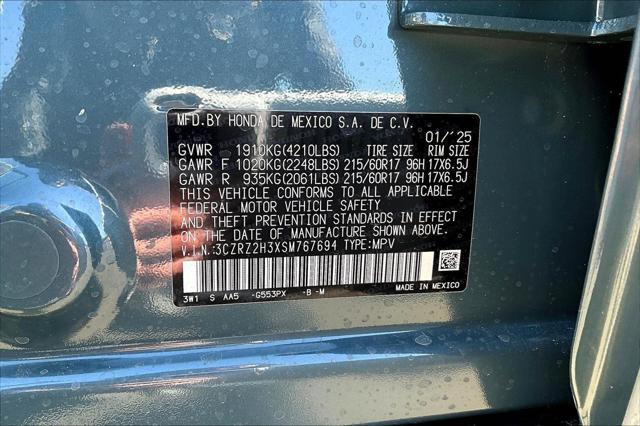 MFD.BY HONDA DE MEXICO S.A. DE C.V.
01/'25
GVWR 1910KG(4210LBS) TIRE SIZE RIM SIZE
GAWR F 1020KG(2248LBS) 215/60R17 96H 17X6.5J
GAWR R 935KG(2061LBS) 215/60R17 96H 17X6.5J
THIS VEHICLE CONFORMS TO ALL APPLICABLE
FEDERAL MOTOR VEHICLE SAFETY
AND THEFT PREVENTION STANDARDS IN EFFECT
ON THE DATE OF MANUFACTURE SHOWN ABOVE.
V.I.N.:3CZRZ2H3XSM767694 TYPE:MPV
3W1 S AA5 -G553PX -B -M MADE IN MEXICO